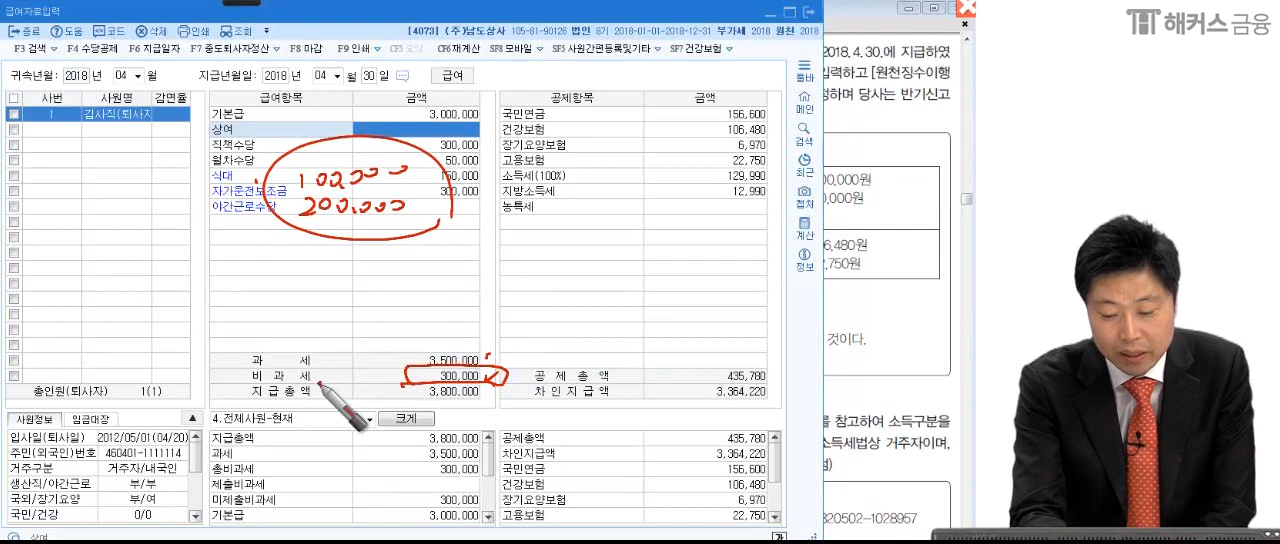 급여자료입력
종료 도움 코드 삭제 인쇄 조회 [4073] (주)남도상사 105-81-90126 법인 8기 2018-01-01~2018-12-31 부가세 2018 원천 2018
F3 검색 F4 수당공제 F6 지급일자 F7 중도퇴사자정산 F8 마감 F9 인쇄 CF5 요약 CF6 재계산 SF8 모바일 SF5 사원간편등록및기타 SF7 건강보험
귀속년월: 2018 년 04 월 지급년월일: 2018 년 04 월 30 일 급여
사번 사원명 감면율 급여항목 금액 공제항목 금액
1 김사직(퇴사자 기본급 3,000,000 국민연금 156,600
상여 건강보험 106,480
직책수당 300,000 장기요양보험 6,970
월차수당 50,000 고용보험 22,750
식대 150,000 소득세(100%) 129,990
자가운전보조금 300,000 지방소득세 12,990
야간근로수당 농특세
100,000
200,000
과 세 3,500,000
비 과 세 300,000 공 제 총 액 435,780
총인원(퇴사자) 1(1) 지 급 총 액 3,800,000 차 인 지 급 액 3,364,220
사원정보 임금대장 4.전체사원-현재 크게
입사일(퇴사일) 2012/05/01(04/20) 지급총액 3,800,000 공제총액 435,780
주민(외국인)번호 460401-1111114 과세 3,500,000 차인지급액 3,364,220
거주구분 거주자/내국인 총비과세 300,000 국민연금 156,600
생산직/야간근로 부/부 제출비과세 건강보험 106,480
국외/장기요양 부/여 미제출비과세 300,000 장기요양보험 6,970
국민/건강 0/0 기본급 3,000,000 고용보험 22,750
상여
툴바
메인
검색
최근
캡처
계산
정보
2018. 4. 30.에 지급하였
입력하고 [원천징수이행
정하며 당사는 반기신고
00,000원
0,000원
6,480원
2,750원
것이다.
를 참고하여 소득구분을
소득세법상 거주자이며,
820502-1028957
해커스금융